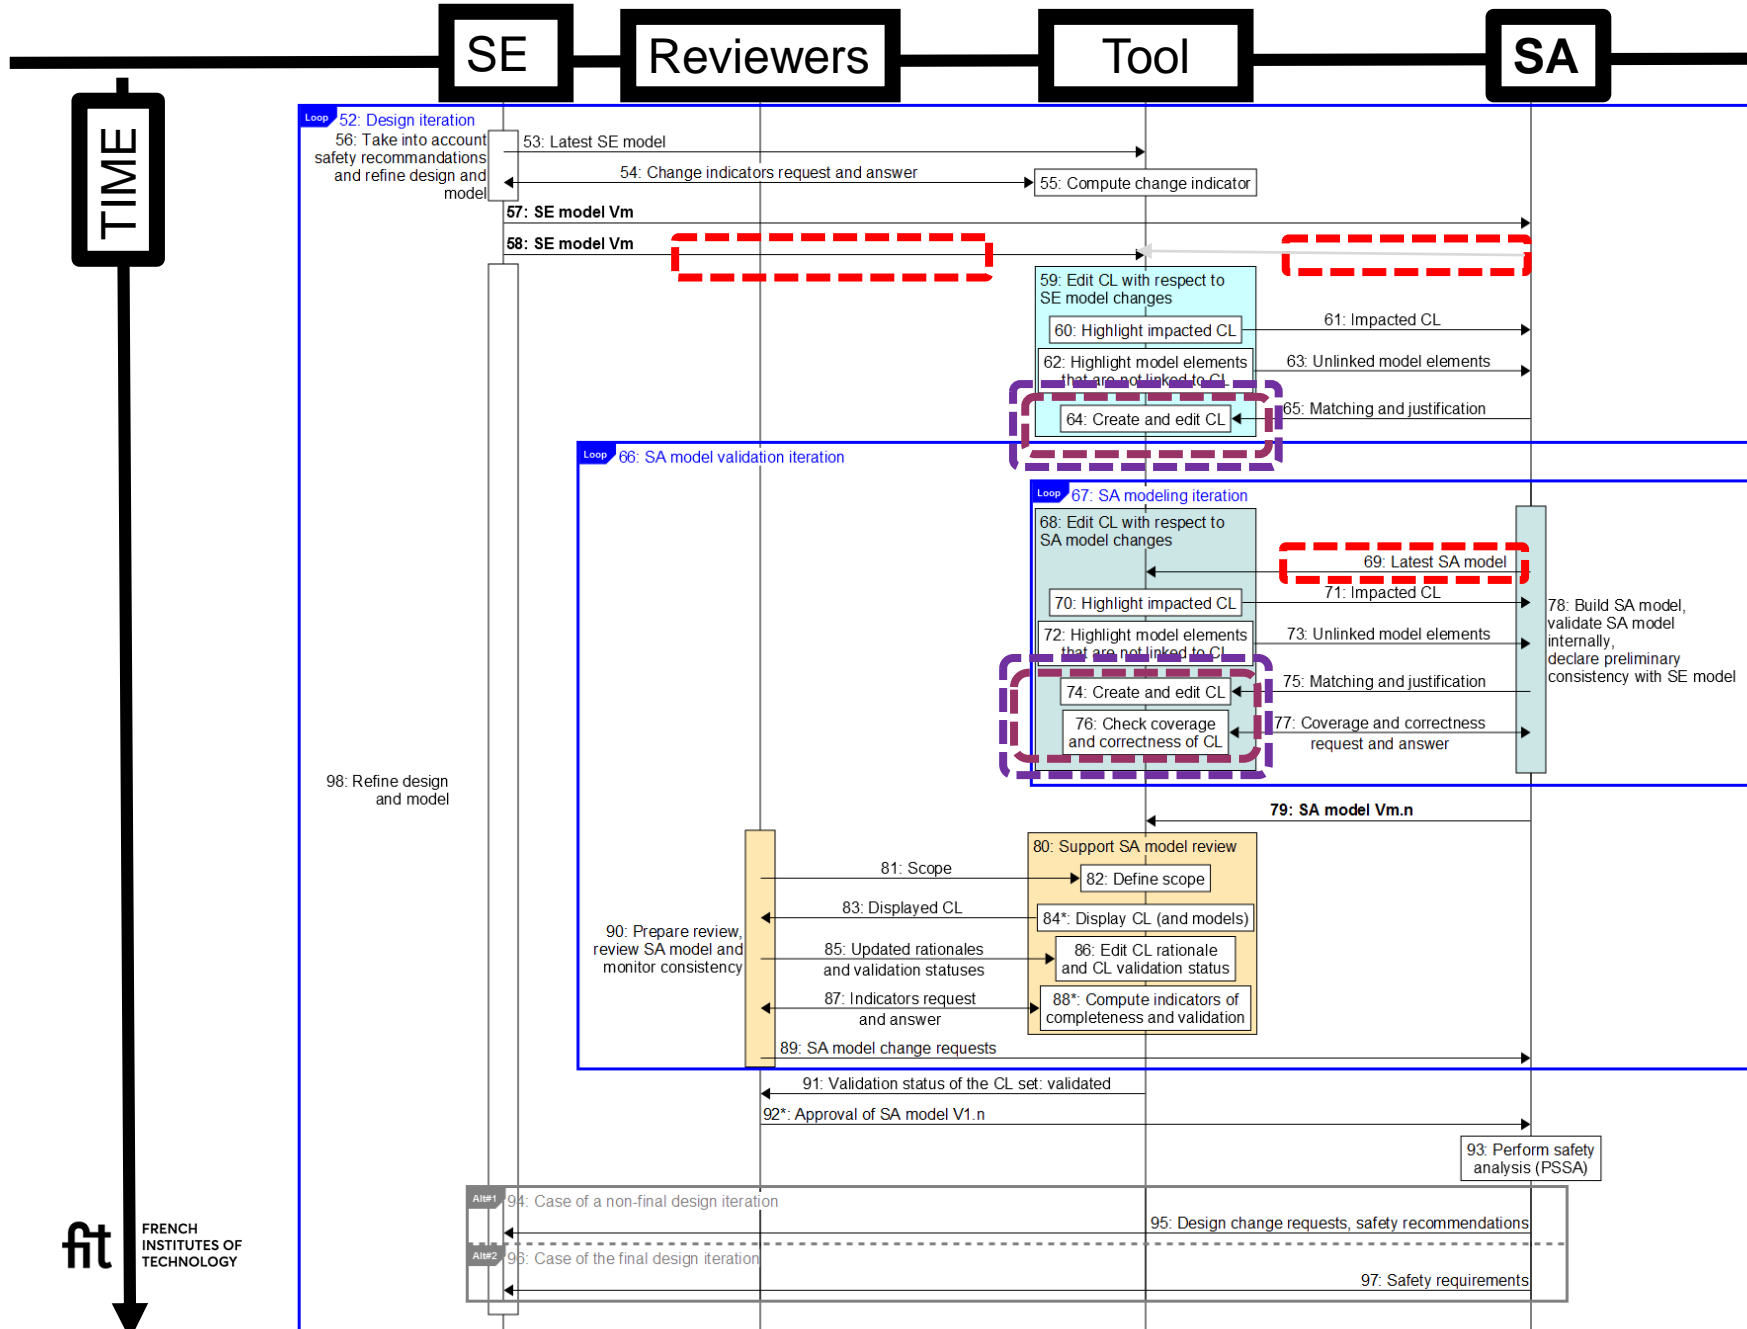 SE
Reviewers
Tool
SA
TIME
Loop
52: Design iteration
56: Take into account
safety recommandations
and refine design and
model
53: Latest SE model
54: Change indicators request and answer
55: Compute change indicator
57: SE model Vm
58: SE model Vm
59: Edit CL with respect to
SE model changes
60: Highlight impacted CL
61: Impacted CL
62: Highlight model elements
that are not linked to CL
63: Unlinked model elements
64: Create and edit CL
65: Matching and justification
Loop
66: SA model validation iteration
Loop
67: SA modeling iteration
68: Edit CL with respect to
SA model changes
69: Latest SA model
70: Highlight impacted CL
71: Impacted CL
72: Highlight model elements
that are not linked to CL
73: Unlinked model elements
74: Create and edit CL
75: Matching and justification
76: Check coverage
and correctness of CL
77: Coverage and correctness
request and answer
78: Build SA model,
validate SA model
internally,
declare preliminary
consistency with SE model
98: Refine design
and model
79: SA model Vm.n
80: Support SA model review
81: Scope
82: Define scope
83: Displayed CL
84*: Display CL (and models)
90: Prepare review,
review SA model and
monitor consistency
85: Updated rationales
and validation statuses
86: Edit CL rationale
and CL validation status
87: Indicators request
and answer
88*: Compute indicators of
completeness and validation
89: SA model change requests
91: Validation status of the CL set: validated
92*: Approval of SA model V1.n
93: Perform safety
analysis (PSSA)
Alt#1
94: Case of a non-final design iteration
95: Design change requests, safety recommendations
Alt#2
96: Case of the final design iteration
97: Safety requirements
fit
FRENCH
INSTITUTES OF
TECHNOLOGY